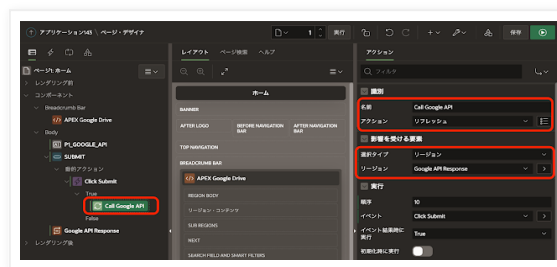 アプリケーション143 \ ページ・デザイナ
1
実行
保存
ページ1: ホーム
レンダリング前
コンポーネント
Breadcrumb Bar
APEX Google Drive
Body
P1_GOOGLE_API
SUBMIT
動的アクション
Click Submit
True
Call Google API
False
Google API Response
レンダリング後
レイアウト ページ検索 ヘルプ
ホーム
BANNER
AFTER LOGO
BEFORE NAVIGATION BAR
AFTER NAVIGATION BAR
TOP NAVIGATION
BREADCRUMB BAR
APEX Google Drive
REGION BODY
リージョン・コンテンツ
SUB REGIONS
NEXT
SEARCH FIELD AND SMART FILTERS
アクション
フィルタ
識別
名前 Call Google API
アクション リフレッシュ
影響を受ける要素
選択タイプ リージョン
リージョン Google API Response
実行
順序 10
イベント Click Submit
イベント結果時に実行 True
初期化時に実行